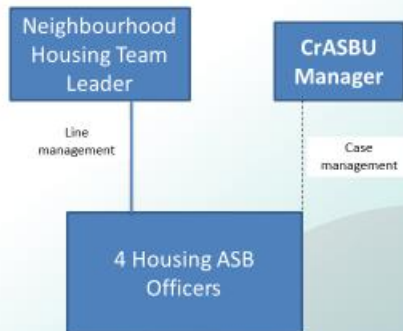 Neighbourhood
Housing Team
Leader
CrASBU
Manager
Line
management
Case
management
4 Housing ASB
Officers